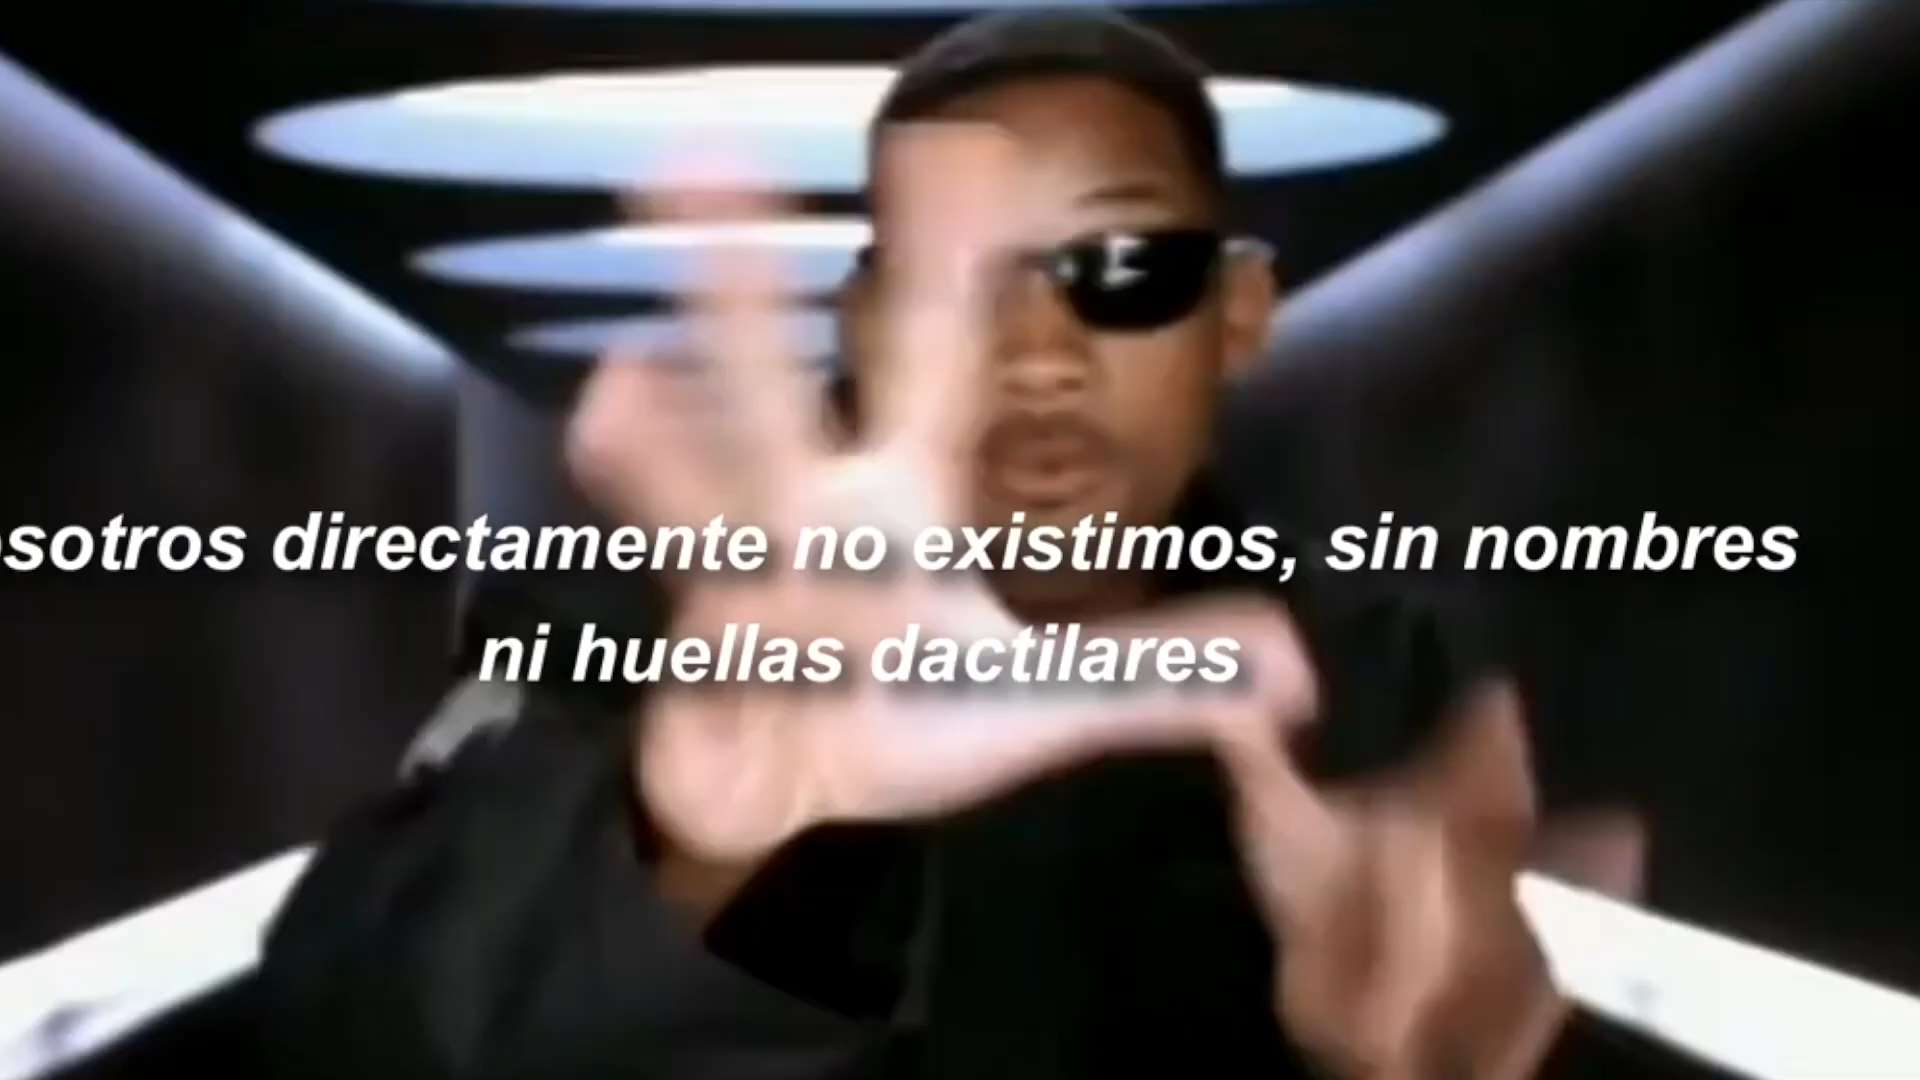 sotros directamente no existimos, sin nombres
ni huellas dactilares